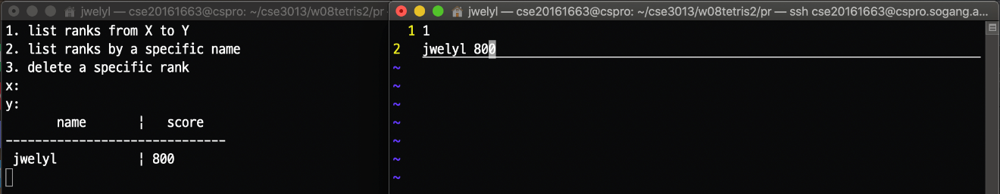 jwelyl — cse20161663@cspro: ~/cse3013/w08tetris2/pr
1. list ranks from X to Y
2. list ranks by a specific name
3. delete a specific rank
x:
y:
name ¦ score
------------------------------
jwelyl ¦ 800
jwelyl — cse20161663@cspro: ~/cse3013/w08tetris2/pr — ssh cse20161663@cspro.sogang.a...
1 1
2 jwelyl 800
~
~
~
~
~
~
~